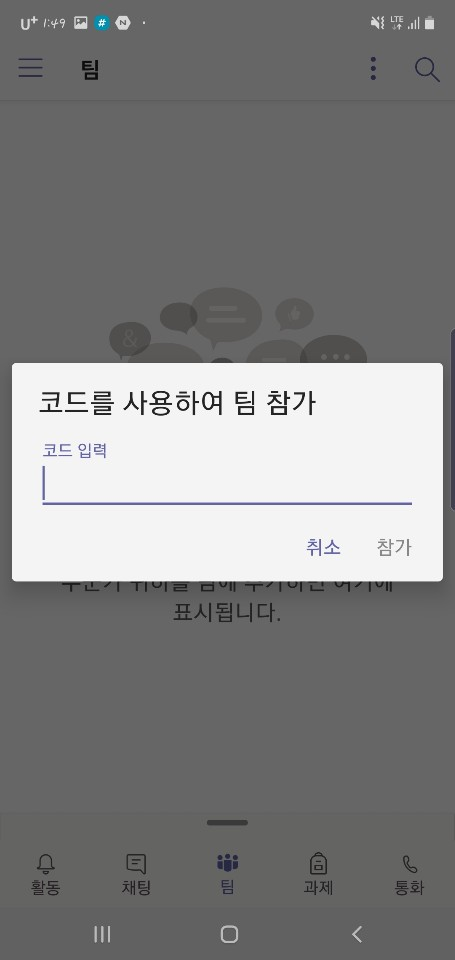 U+ 1:49
LTE
팀
&
코드를 사용하여 팀 참가
코드 입력
취소 참가
표시됩니다.
활동 채팅 팀 과제 통화